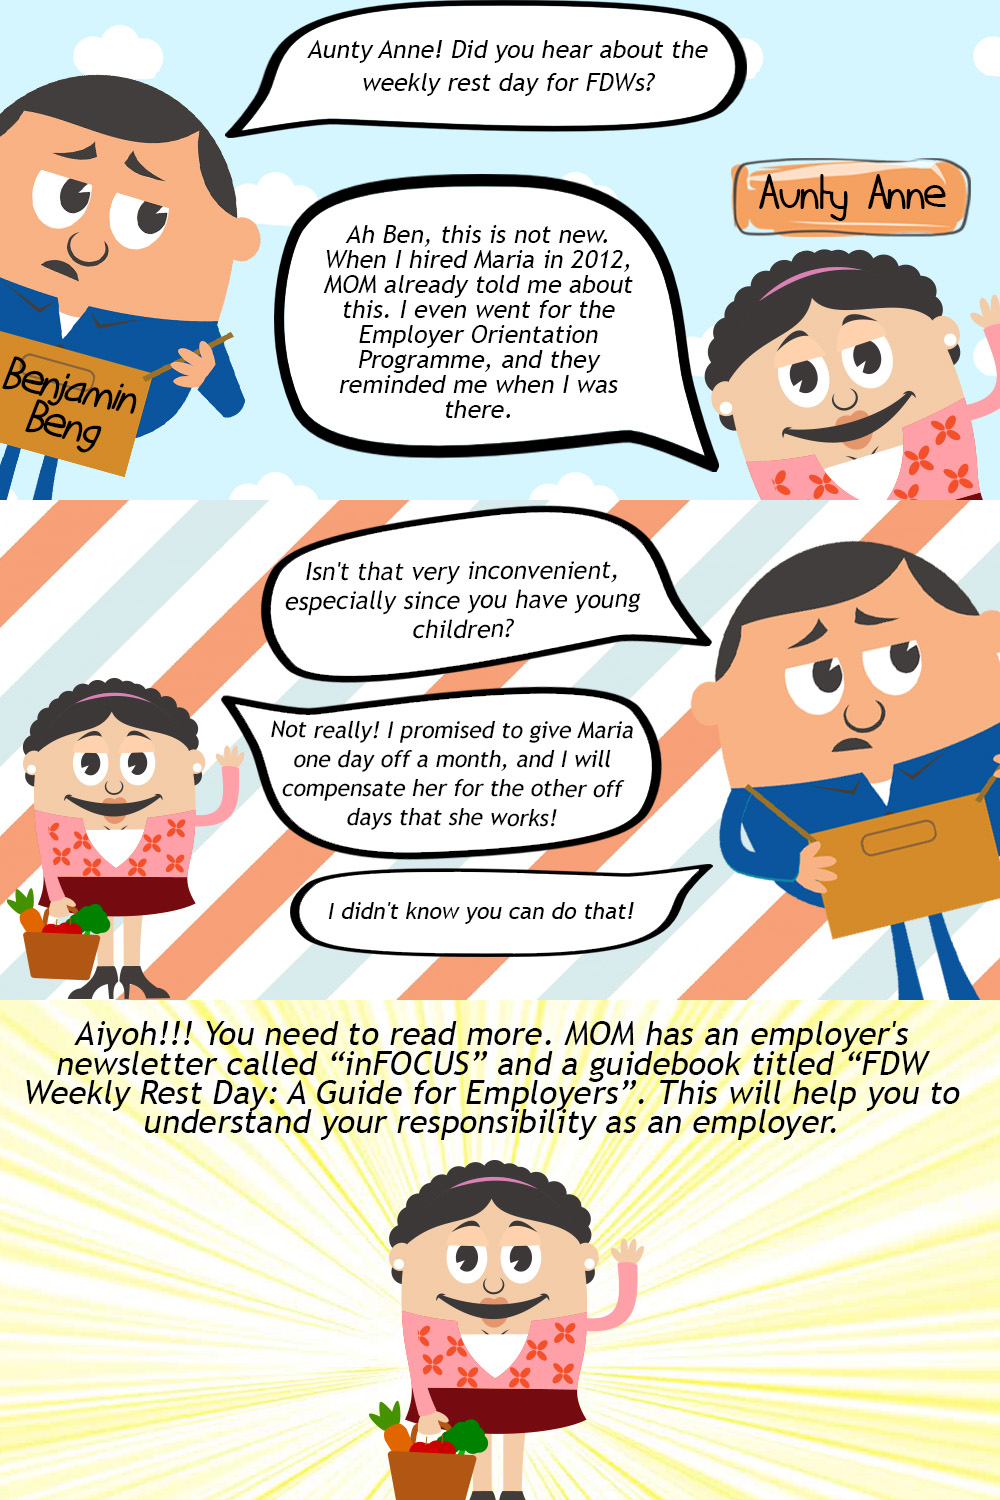 Aunty Anne! Did you hear about the
weekly rest day for FDWs?
Aunty Anne
Ah Ben, this is not new.
When I hired Maria in 2012,
MOM already told me about
this. I even went for the
Employer Orientation
Programme, and they
reminded me when I was
there.
Benjamin
Beng
Isn't that very inconvenient,
especially since you have young
children?
Not really! I promised to give Maria
one day off a month, and I will
compensate her for the other off
days that she works!
I didn't know you can do that!
Aiyoh!!! You need to read more. MOM has an employer's
newsletter called “inFOCUS” and a guidebook titled “FDW
Weekly Rest Day: A Guide for Employers”. This will help you to
understand your responsibility as an employer.